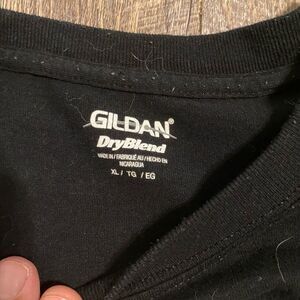 GILDAN®
DryBlend
MADE IN / FABRIQUÉ AU / HECHO EN
NICARAGUA
XL / TG / EG